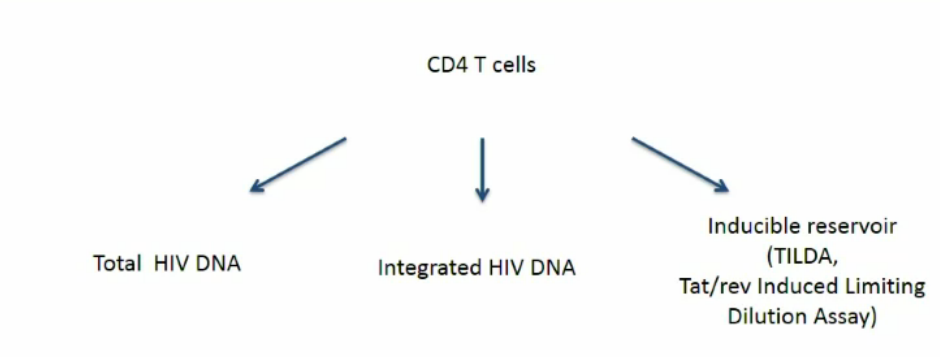 CD4 T cells
Total HIV DNA
Integrated HIV DNA
Inducible reservoir
(TILDA,
Tat/rev Induced Limiting
Dilution Assay)